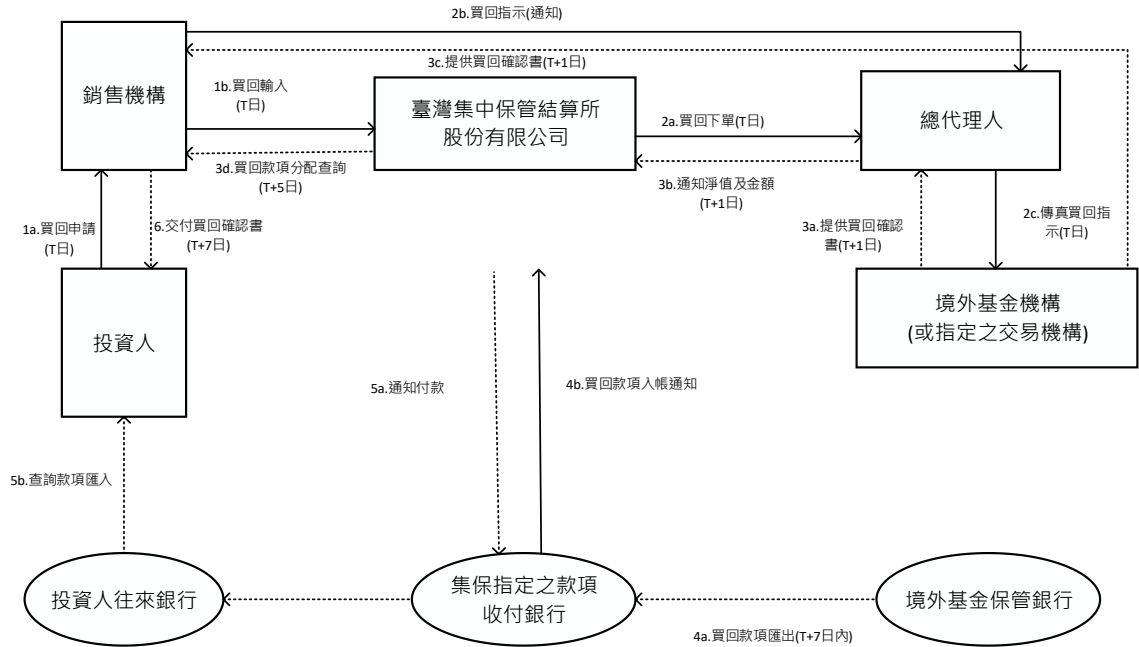 2b.買回指示(通知)
3c.提供買回確認書(T+1日)
銷售機構
1b.買回輸入
(T日)
臺灣集中保管結算所
股份有限公司
2a.買回下單(T日)
總代理人
3d.買回款項分配查詢
(T+5日)
3b.通知淨值及金額
(T+1日)
1a.買回申請
(T日)
6.交付買回確認書
(T+7日)
3a.提供買回確認
書(T+1日)
2c.傳真買回指
示(T日)
投資人
境外基金機構
(或指定之交易機構)
5a.通知付款
4b.買回款項入帳通知
5b.查詢款項匯入
投資人往來銀行
集保指定之款項
收付銀行
境外基金保管銀行
4a.買回款項匯出(T+7日內)